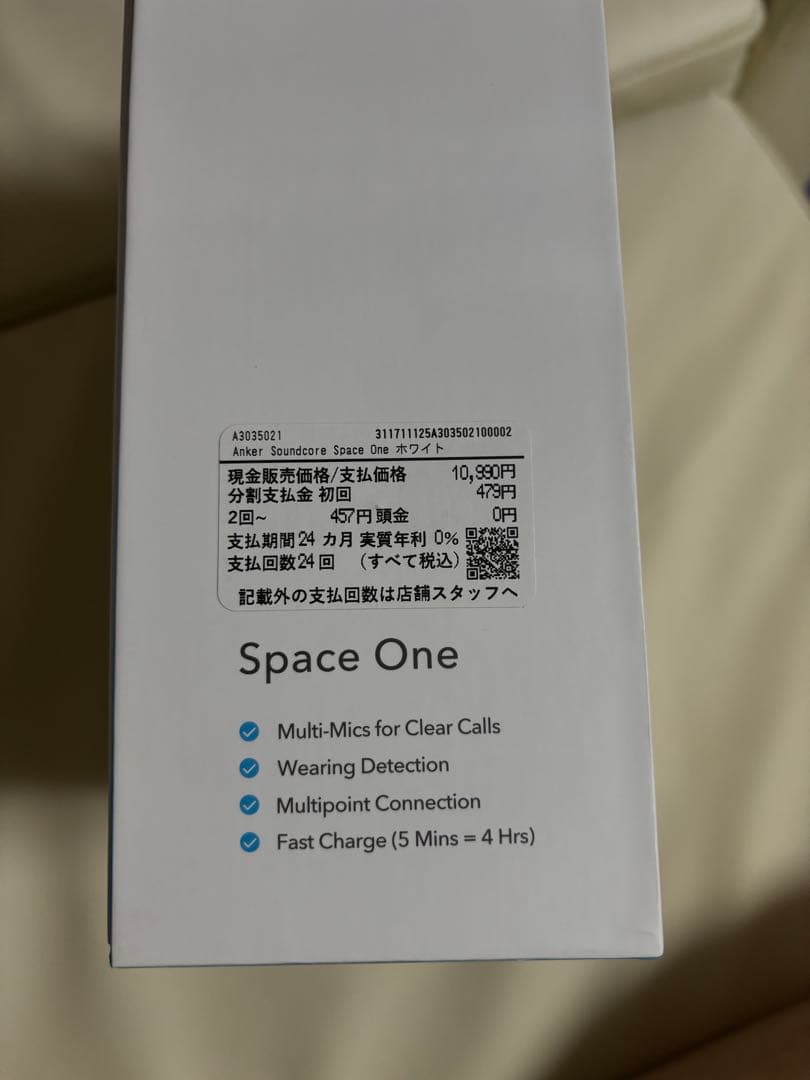 A3035021 311711125A303502100002
Anker Soundcore Space One ホワイト
現金販売価格/支払価格 10,990円
分割支払金 初回 479円
2回~ 457円 頭金 0円
支払期間24 カ月 実質年利 0%
支払回数24 回 (すべて税込)
記載外の支払回数は店舗スタッフへ
Space One
Multi-Mics for Clear Calls
Wearing Detection
Multipoint Connection
Fast Charge (5 Mins = 4 Hrs)